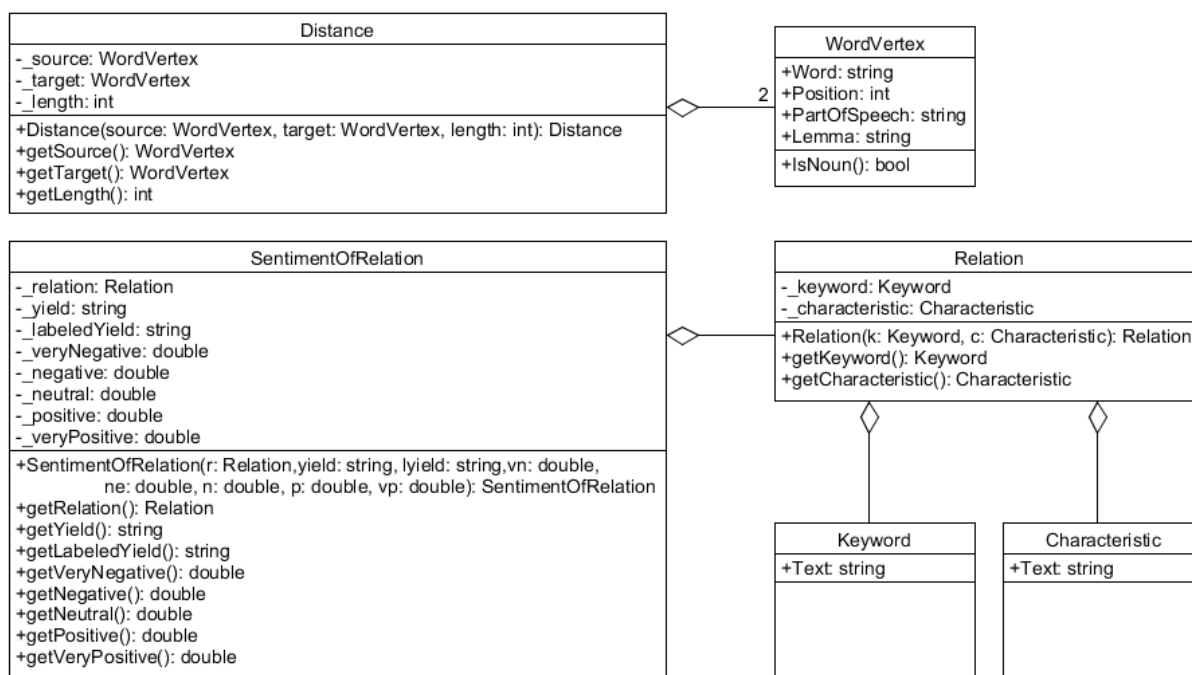 Distance
-_source: WordVertex
-_target: WordVertex
-_length: int
+Distance(source: WordVertex, target: WordVertex, length: int): Distance
+getSource(): WordVertex
+getTarget(): WordVertex
+getLength(): int
2
WordVertex
+Word: string
+Position: int
+PartOfSpeech: string
+Lemma: string
+IsNoun(): bool
SentimentOfRelation
-_relation: Relation
-_yield: string
-_labeledYield: string
-_veryNegative: double
-_negative: double
-_neutral: double
-_positive: double
-_veryPositive: double
+SentimentOfRelation(r: Relation,yield: string, lyield: string,vn: double,
ne: double, n: double, p: double, vp: double): SentimentOfRelation
+getRelation(): Relation
+getYield(): string
+getLabeledYield(): string
+getVeryNegative(): double
+getNegative(): double
+getNeutral(): double
+getPositive(): double
+getVeryPositive(): double
Relation
-_keyword: Keyword
-_characteristic: Characteristic
+Relation(k: Keyword, c: Characteristic): Relation
+getKeyword(): Keyword
+getCharacteristic(): Characteristic
Keyword
+Text: string
Characteristic
+Text: string